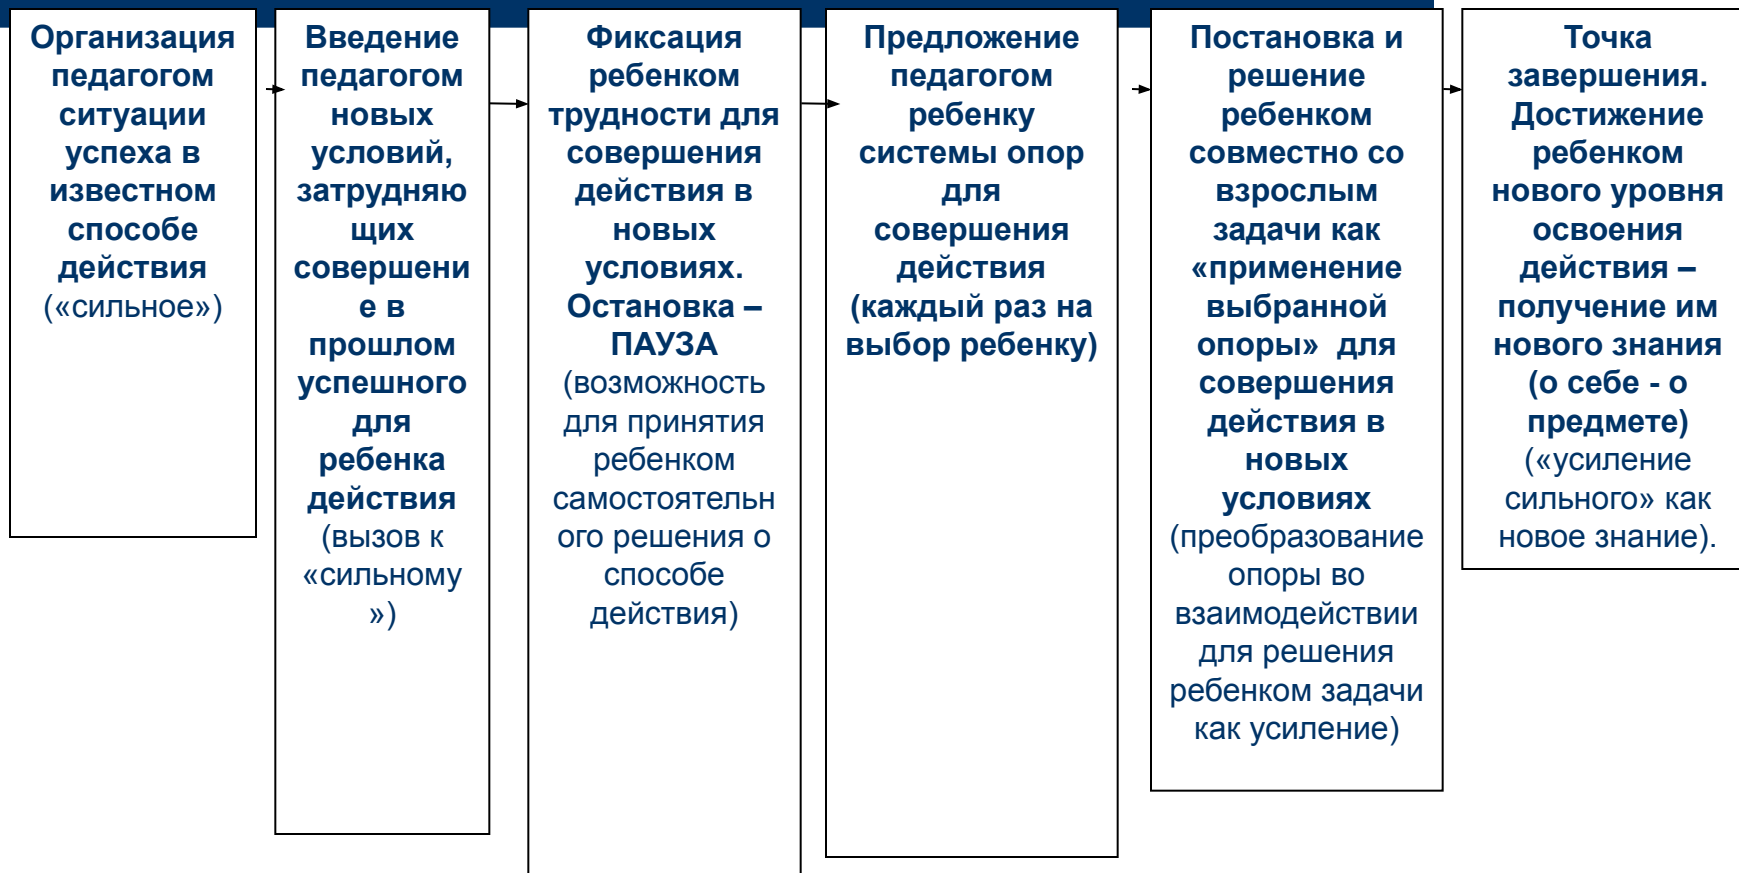 Организация
педагогом
ситуации
успеха в
известном
способе
действия
(«сильное»)
Введение
педагогом
новых
условий,
затрудняю
щих
совершени
е в
прошлом
успешного
для
ребенка
действия
(вызов к
«сильному
»)
Фиксация
ребенком
трудности для
совершения
действия в
новых
условиях.
Остановка –
ПАУЗА
(возможность
для принятия
ребенком
самостоятельн
ого решения о
способе
действия)
Предложение
педагогом
ребенку
системы опор
для
совершения
действия
(каждый раз на
выбор ребенку)
Постановка и
решение
ребенком
совместно со
взрослым
задачи как
«применение
выбранной
опоры» для
совершения
действия в
новых
условиях
(преобразование
опоры во
взаимодействии
для решения
ребенком задачи
как усиление)
Точка
завершения.
Достижение
ребенком
нового уровня
освоения
действия –
получение им
нового знания
(о себе - о
предмете)
(«усиление
сильного» как
новое знание).